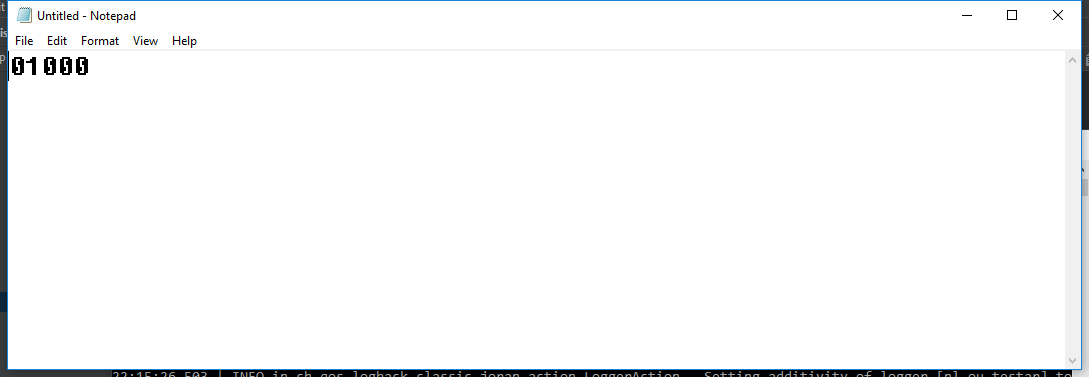 Untitled - Notepad
File Edit Format View Help
01000
22:15:26,503 | INFO in ch.qos.logback.classic.joran.action.LoggerAction - Setting additivity of logger [nl.ou.testar] to